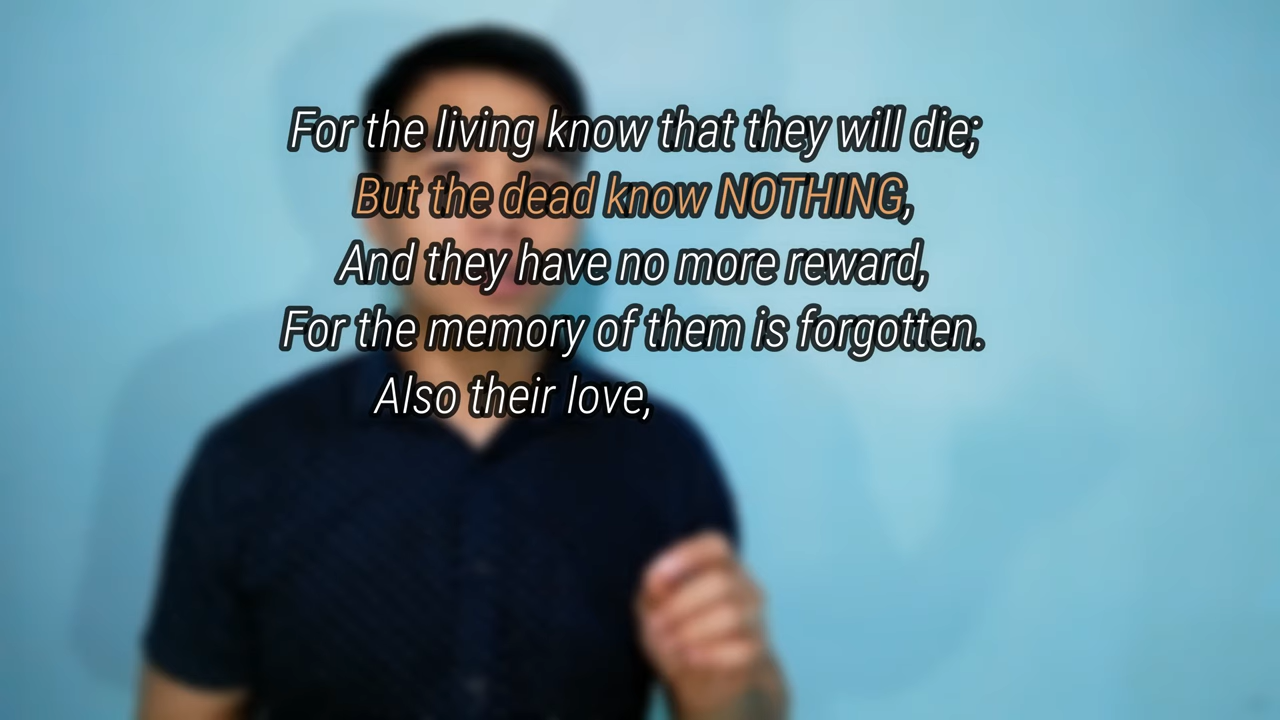 For the living know that they will die;
But the dead know NOTHING,
And they have no more reward,
For the memory of them is forgotten.
Also their love,